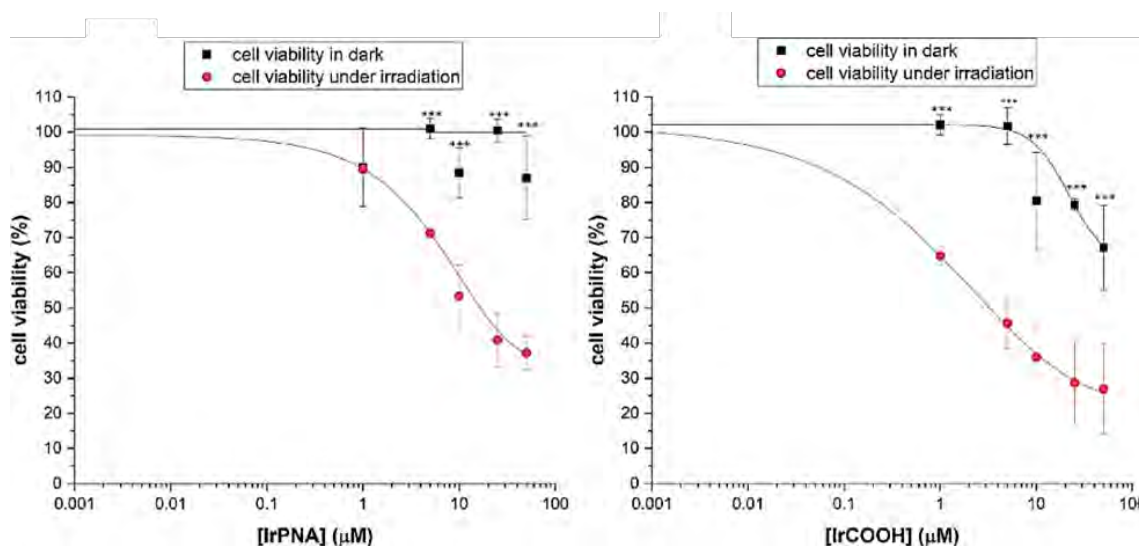 cell viability in dark
cell viability under irradiation
110
100
90
80
70
60
50
40
30
20
10
0
cell viability (%)
*** *** *** ***
0.001 0.01 0.1 1 10 100
[IrPNA] (μM)
cell viability in dark
cell viability under irradiation
110
100
90
80
70
60
50
40
30
20
10
0
cell viability (%)
*** *** *** *** ***
0.001 0.01 0.1 1 10 100
[IrCOOH] (μM)